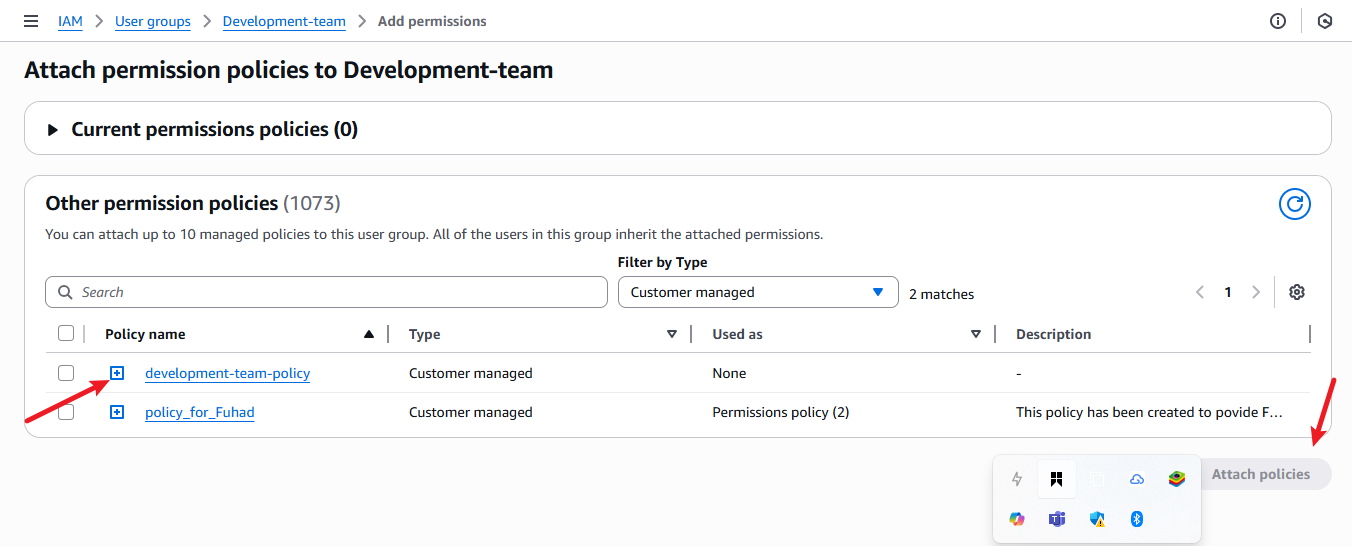 IAM > User groups > Development-team > Add permissions
Attach permission policies to Development-team
Current permissions policies (0)
Other permission policies (1073)
You can attach up to 10 managed policies to this user group. All of the users in this group inherit the attached permissions.
Filter by Type
Search
Customer managed
2 matches
1
Policy name
Type
Used as
Description
development-team-policy
Customer managed
None
-
policy_for_Fuhad
Customer managed
Permissions policy (2)
This policy has been created to povide F...
Attach policies